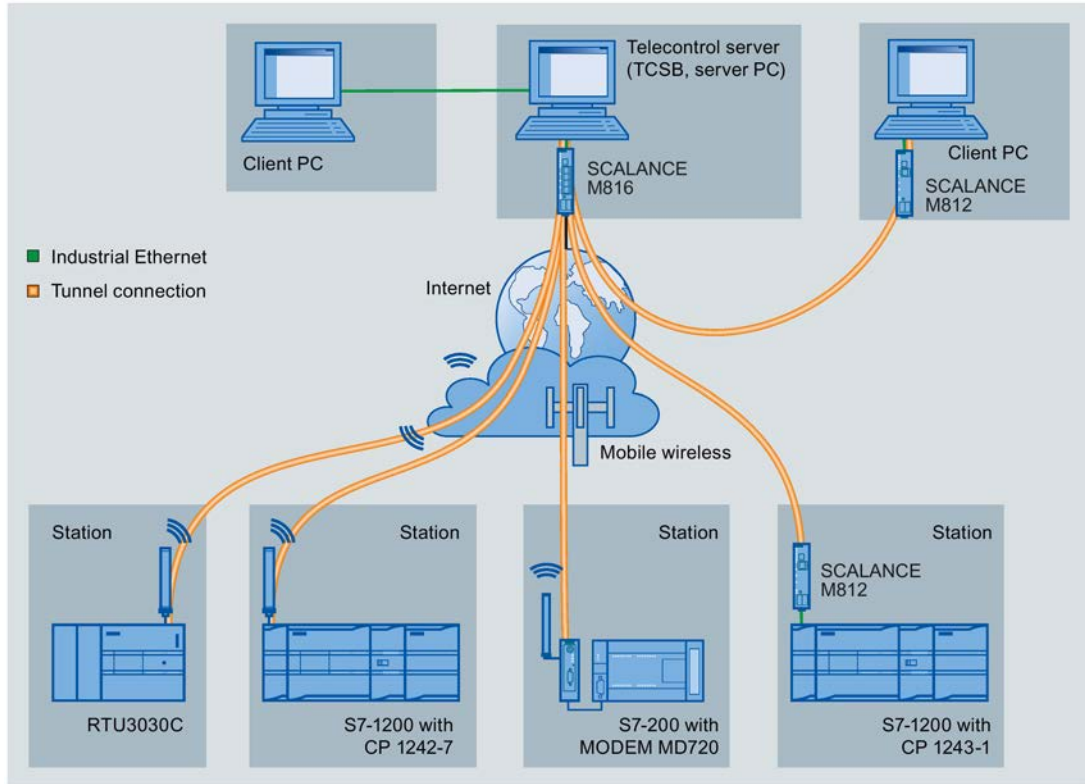 Telecontrol server
(TCSB, server PC)
Client PC
SCALANCE
M816
Client PC
SCALANCE
M812
Industrial Ethernet
Tunnel connection
Internet
Mobile wireless
Station
Station
Station
Station
SCALANCE
M812
RTU3030C
S7-1200 with
CP 1242-7
S7-200 with
MODEM MD720
S7-1200 with
CP 1243-1